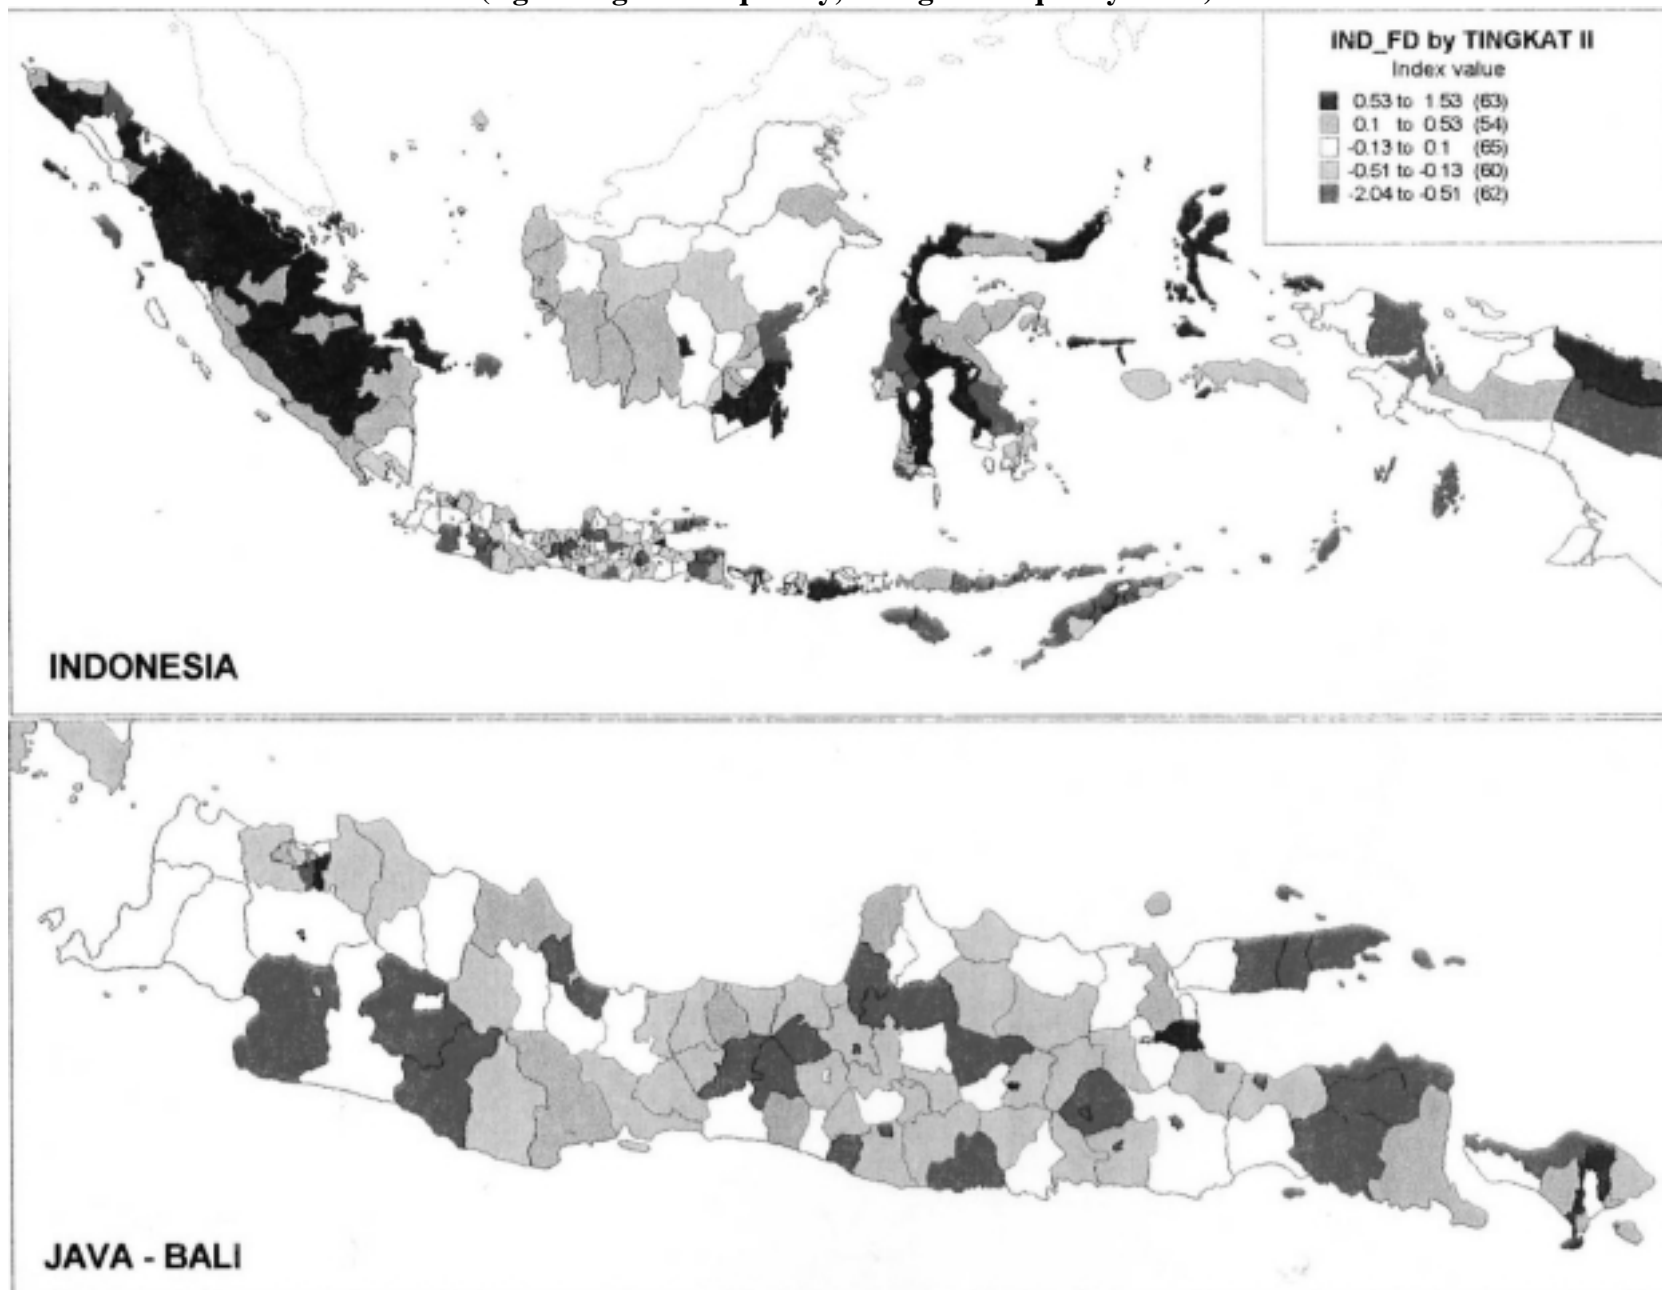 IND_FD by TINGKAT II
Index value
0.53 to 1.53 (63)
0.1 to 0.53 (54)
-0.13 to 0.1 (65)
-0.51 to -0.13 (60)
-2.04 to -0.51 (62)
INDONESIA
JAVA - BALI